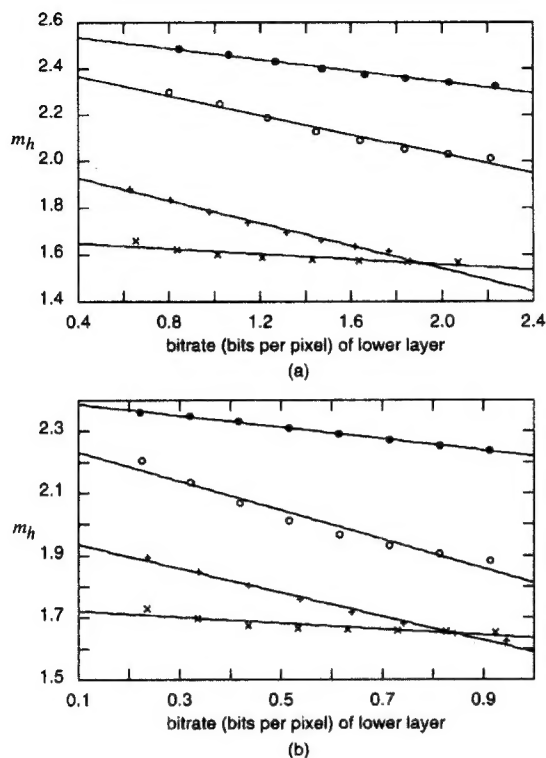 2.6
2.4
2.2
m_h
2.0
1.8
1.6
1.4
0.4 0.8 1.2 1.6 2.0 2.4
bitrate (bits per pixel) of lower layer
(a)
2.3
2.1
m_h
1.9
1.7
1.5
0.1 0.3 0.5 0.7 0.9
bitrate (bits per pixel) of lower layer
(b)